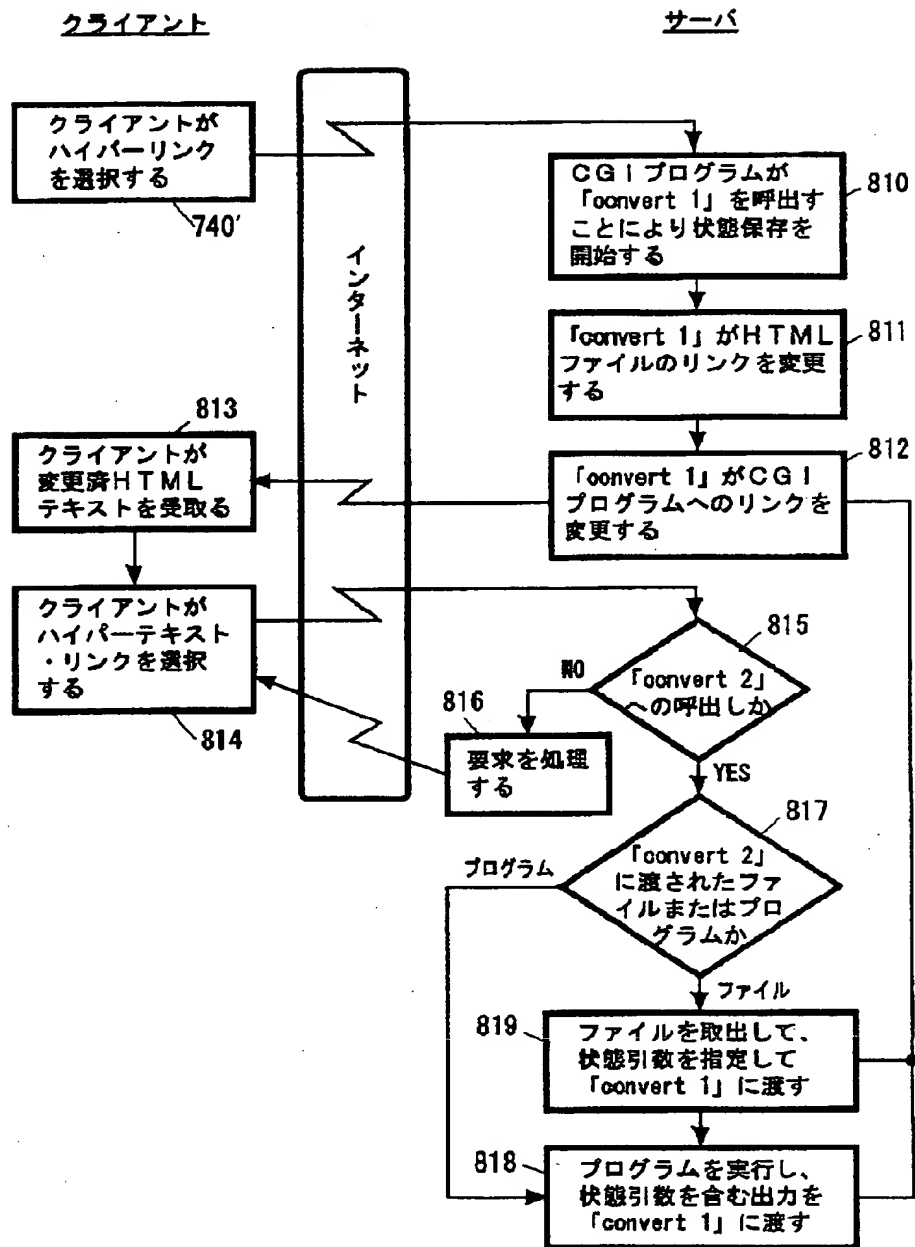 クライアント
サーバ
クライアントが
ハイパーリンク
を選択する
740'
インターネット
CGIプログラムが
「convert 1」を呼出す
ことにより状態保存を
開始する
810
「convert 1」がHTML
ファイルのリンクを変更
する
811
813
クライアントが
変更済HTML
テキストを受取る
「convert 1」がCGI
プログラムへのリンクを
変更する
812
クライアントが
ハイパーテキスト
・リンクを選択
する
814
815
「convert 2」
への呼出しか
NO
816
要求を処理
する
YES
817
「convert 2」
に渡されたファ
イルまたはプロ
グラムか
プログラム
ファイル
819
ファイルを取出して、
状態引数を指定して
「convert 1」に渡す
818
プログラムを実行し、
状態引数を含む出力を
「convert 1」に渡す